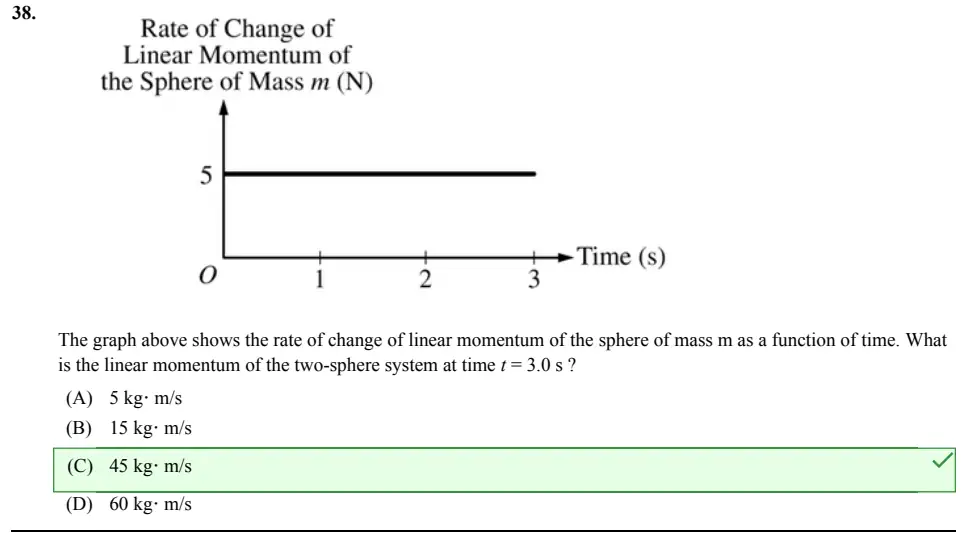 38.
Rate of Change of
Linear Momentum of
the Sphere of Mass m (N)
5
O
1
2
3
Time (s)
The graph above shows the rate of change of linear momentum of the sphere of mass m as a function of time. What
is the linear momentum of the two-sphere system at time t = 3.0 s ?
(A) 5 kg· m/s
(B) 15 kg· m/s
(C) 45 kg· m/s
(D) 60 kg· m/s